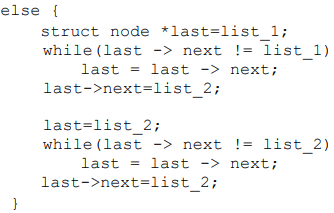 else {
    struct node *last=list_1;
    while(last -> next != list_1)
        last = last -> next;
    last->next=list_2;

    last=list_2;
    while(last -> next != list_2)
        last = last -> next;
    last->next=list_2;
 }